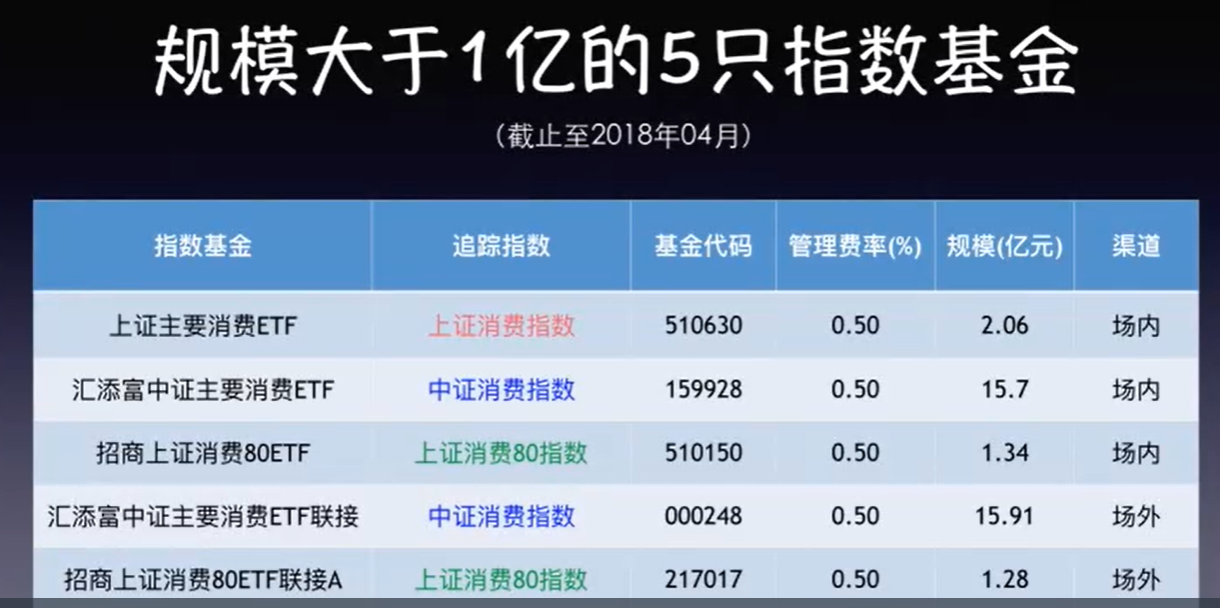 规模大于1亿的5只指数基金
（截止至2018年04月）
指数基金 追踪指数 基金代码 管理费率(%) 规模(亿元) 渠道
上证主要消费ETF 上证消费指数 510630 0.50 2.06 场内
汇添富中证主要消费ETF 中证消费指数 159928 0.50 15.7 场内
招商上证消费80ETF 上证消费80指数 510150 0.50 1.34 场内
汇添富中证主要消费ETF联接 中证消费指数 000248 0.50 15.91 场外
招商上证消费80ETF联接A 上证消费80指数 217017 0.50 1.28 场外